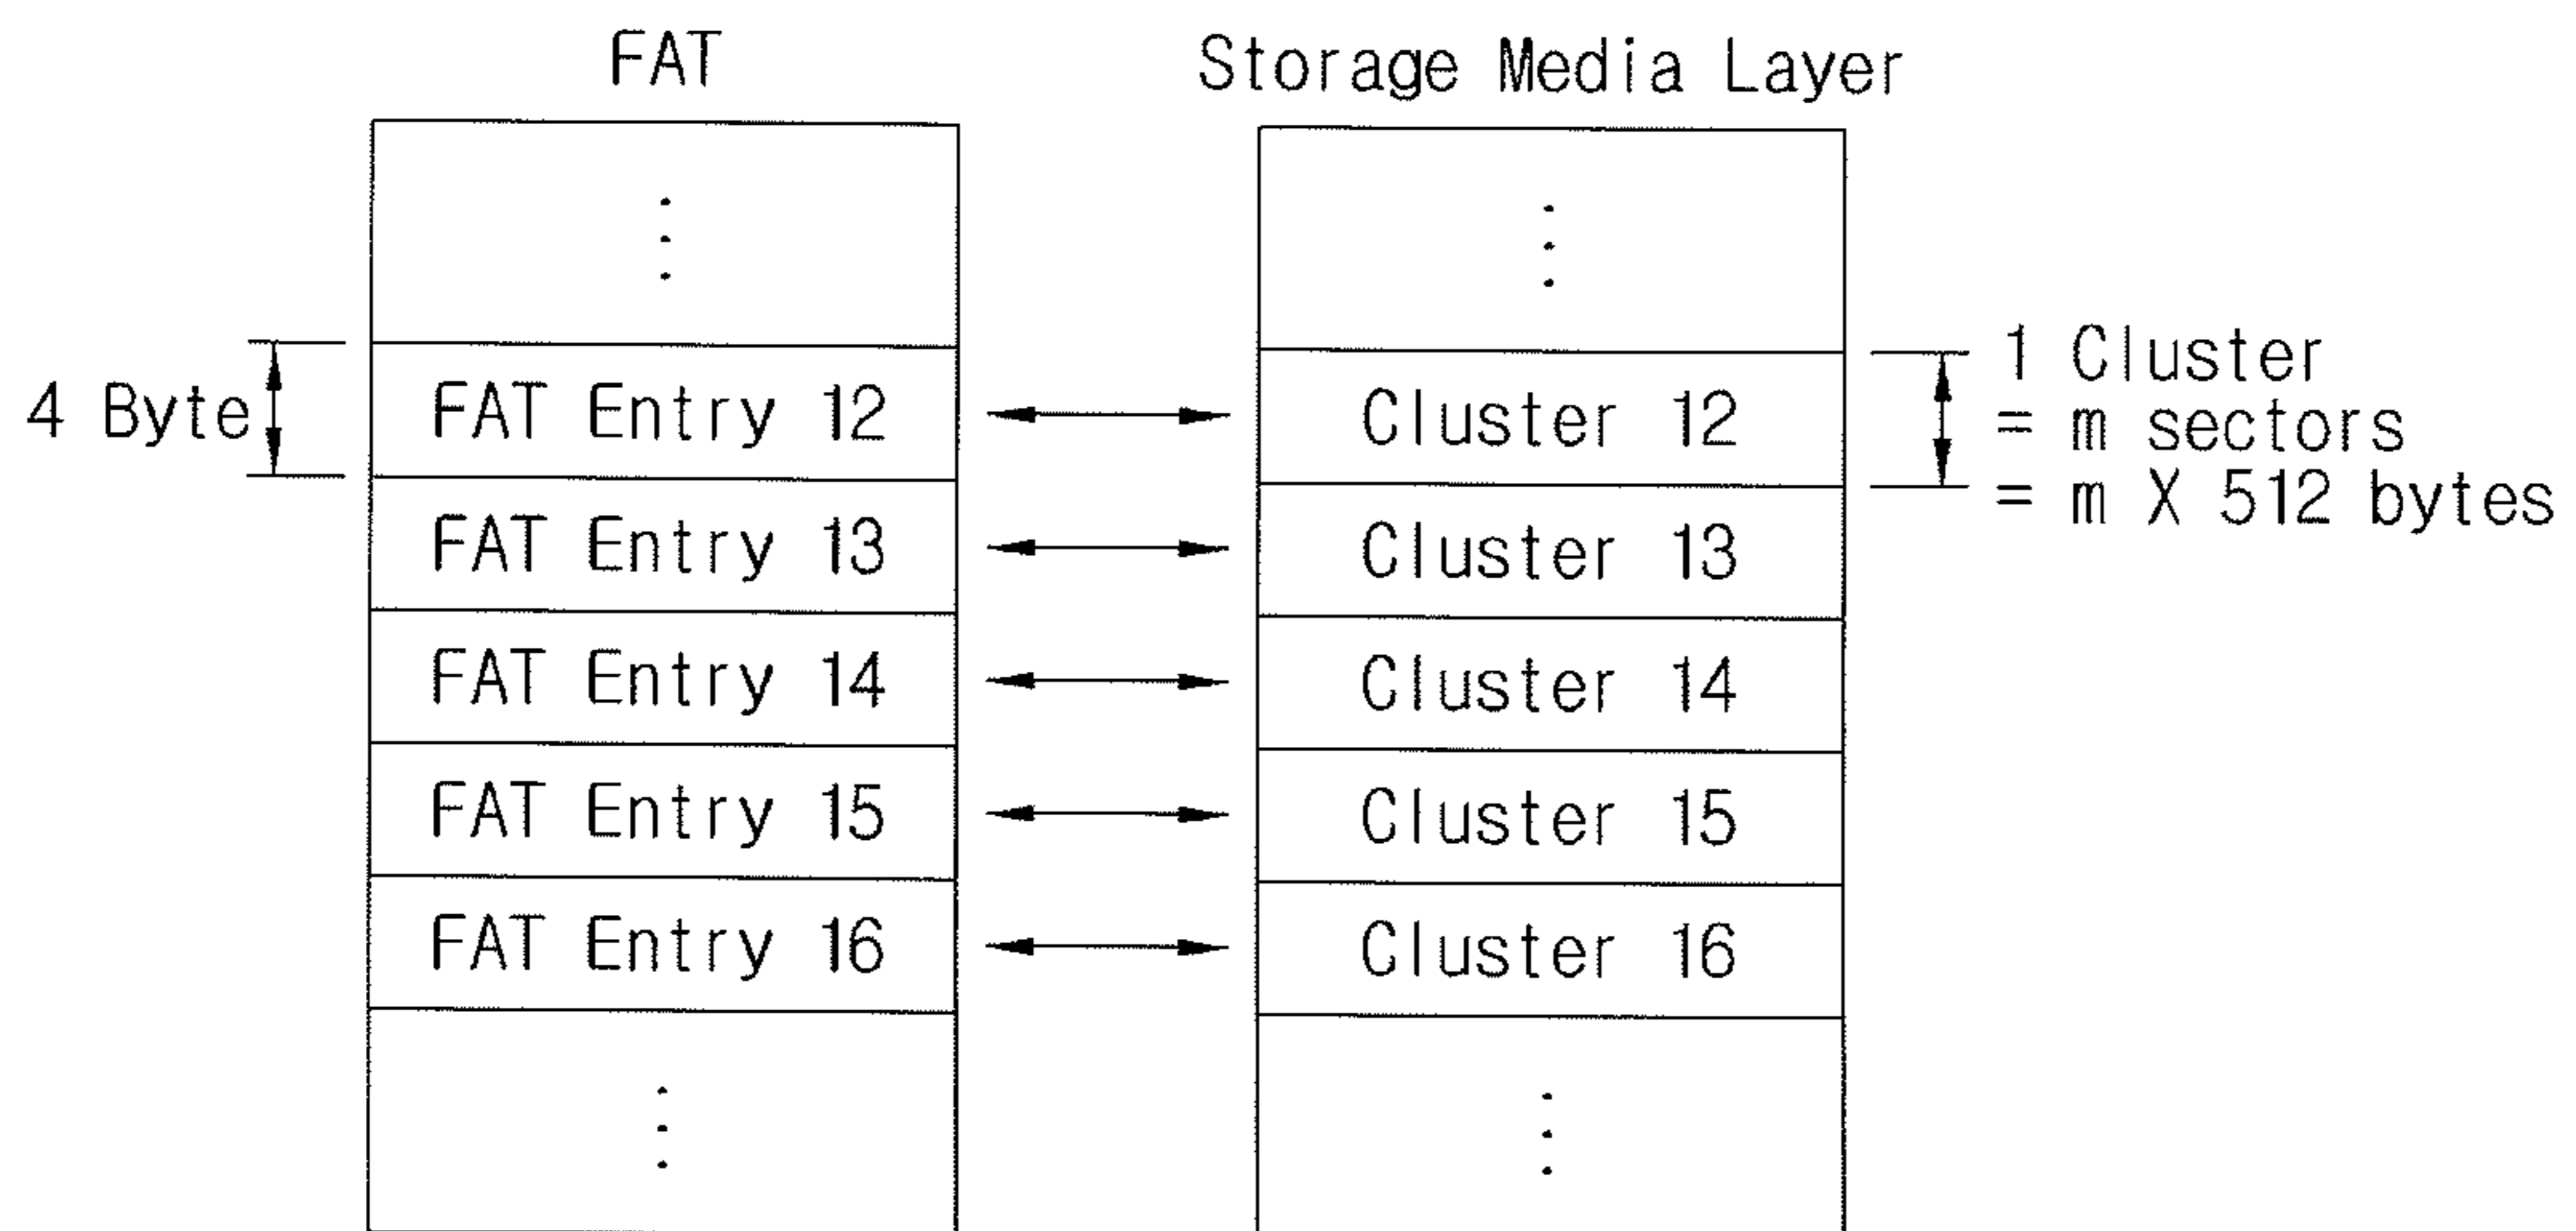 FAT
Storage Media Layer
4 Byte
FAT Entry 12
Cluster 12
1 Cluster
= m sectors
= m X 512 bytes
FAT Entry 13
Cluster 13
FAT Entry 14
Cluster 14
FAT Entry 15
Cluster 15
FAT Entry 16
Cluster 16